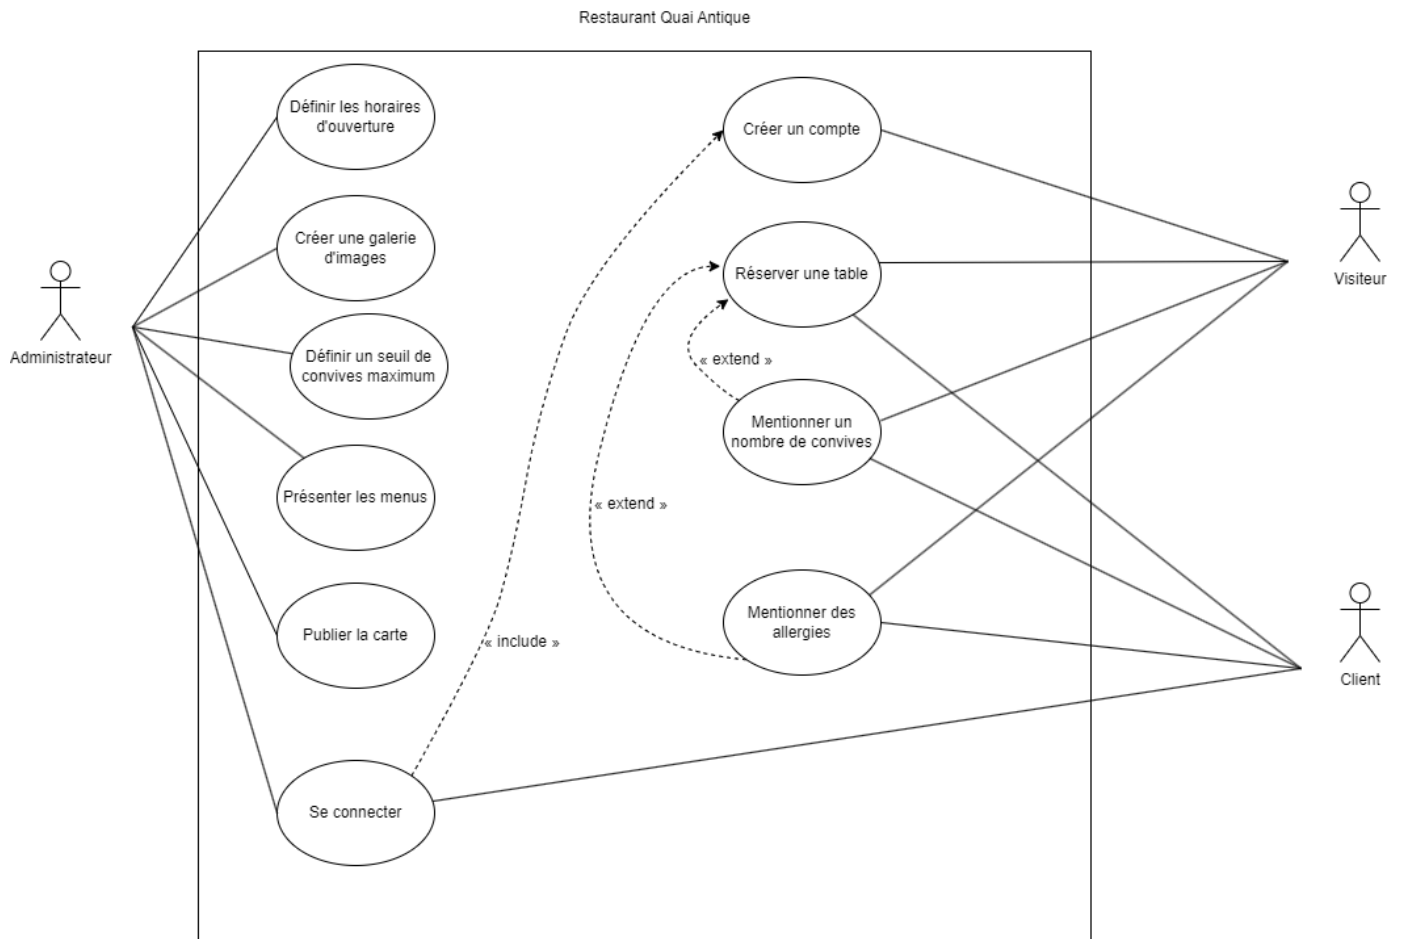 Restaurant Quai Antique
Définir les horaires
d'ouverture
Créer une galerie
d'images
Définir un seuil de
convives maximum
Présenter les menus
Publier la carte
Se connecter
Créer un compte
Réserver une table
« extend »
Mentionner un
nombre de convives
« extend »
Mentionner des
allergies
« include »
Administrateur
Visiteur
Client